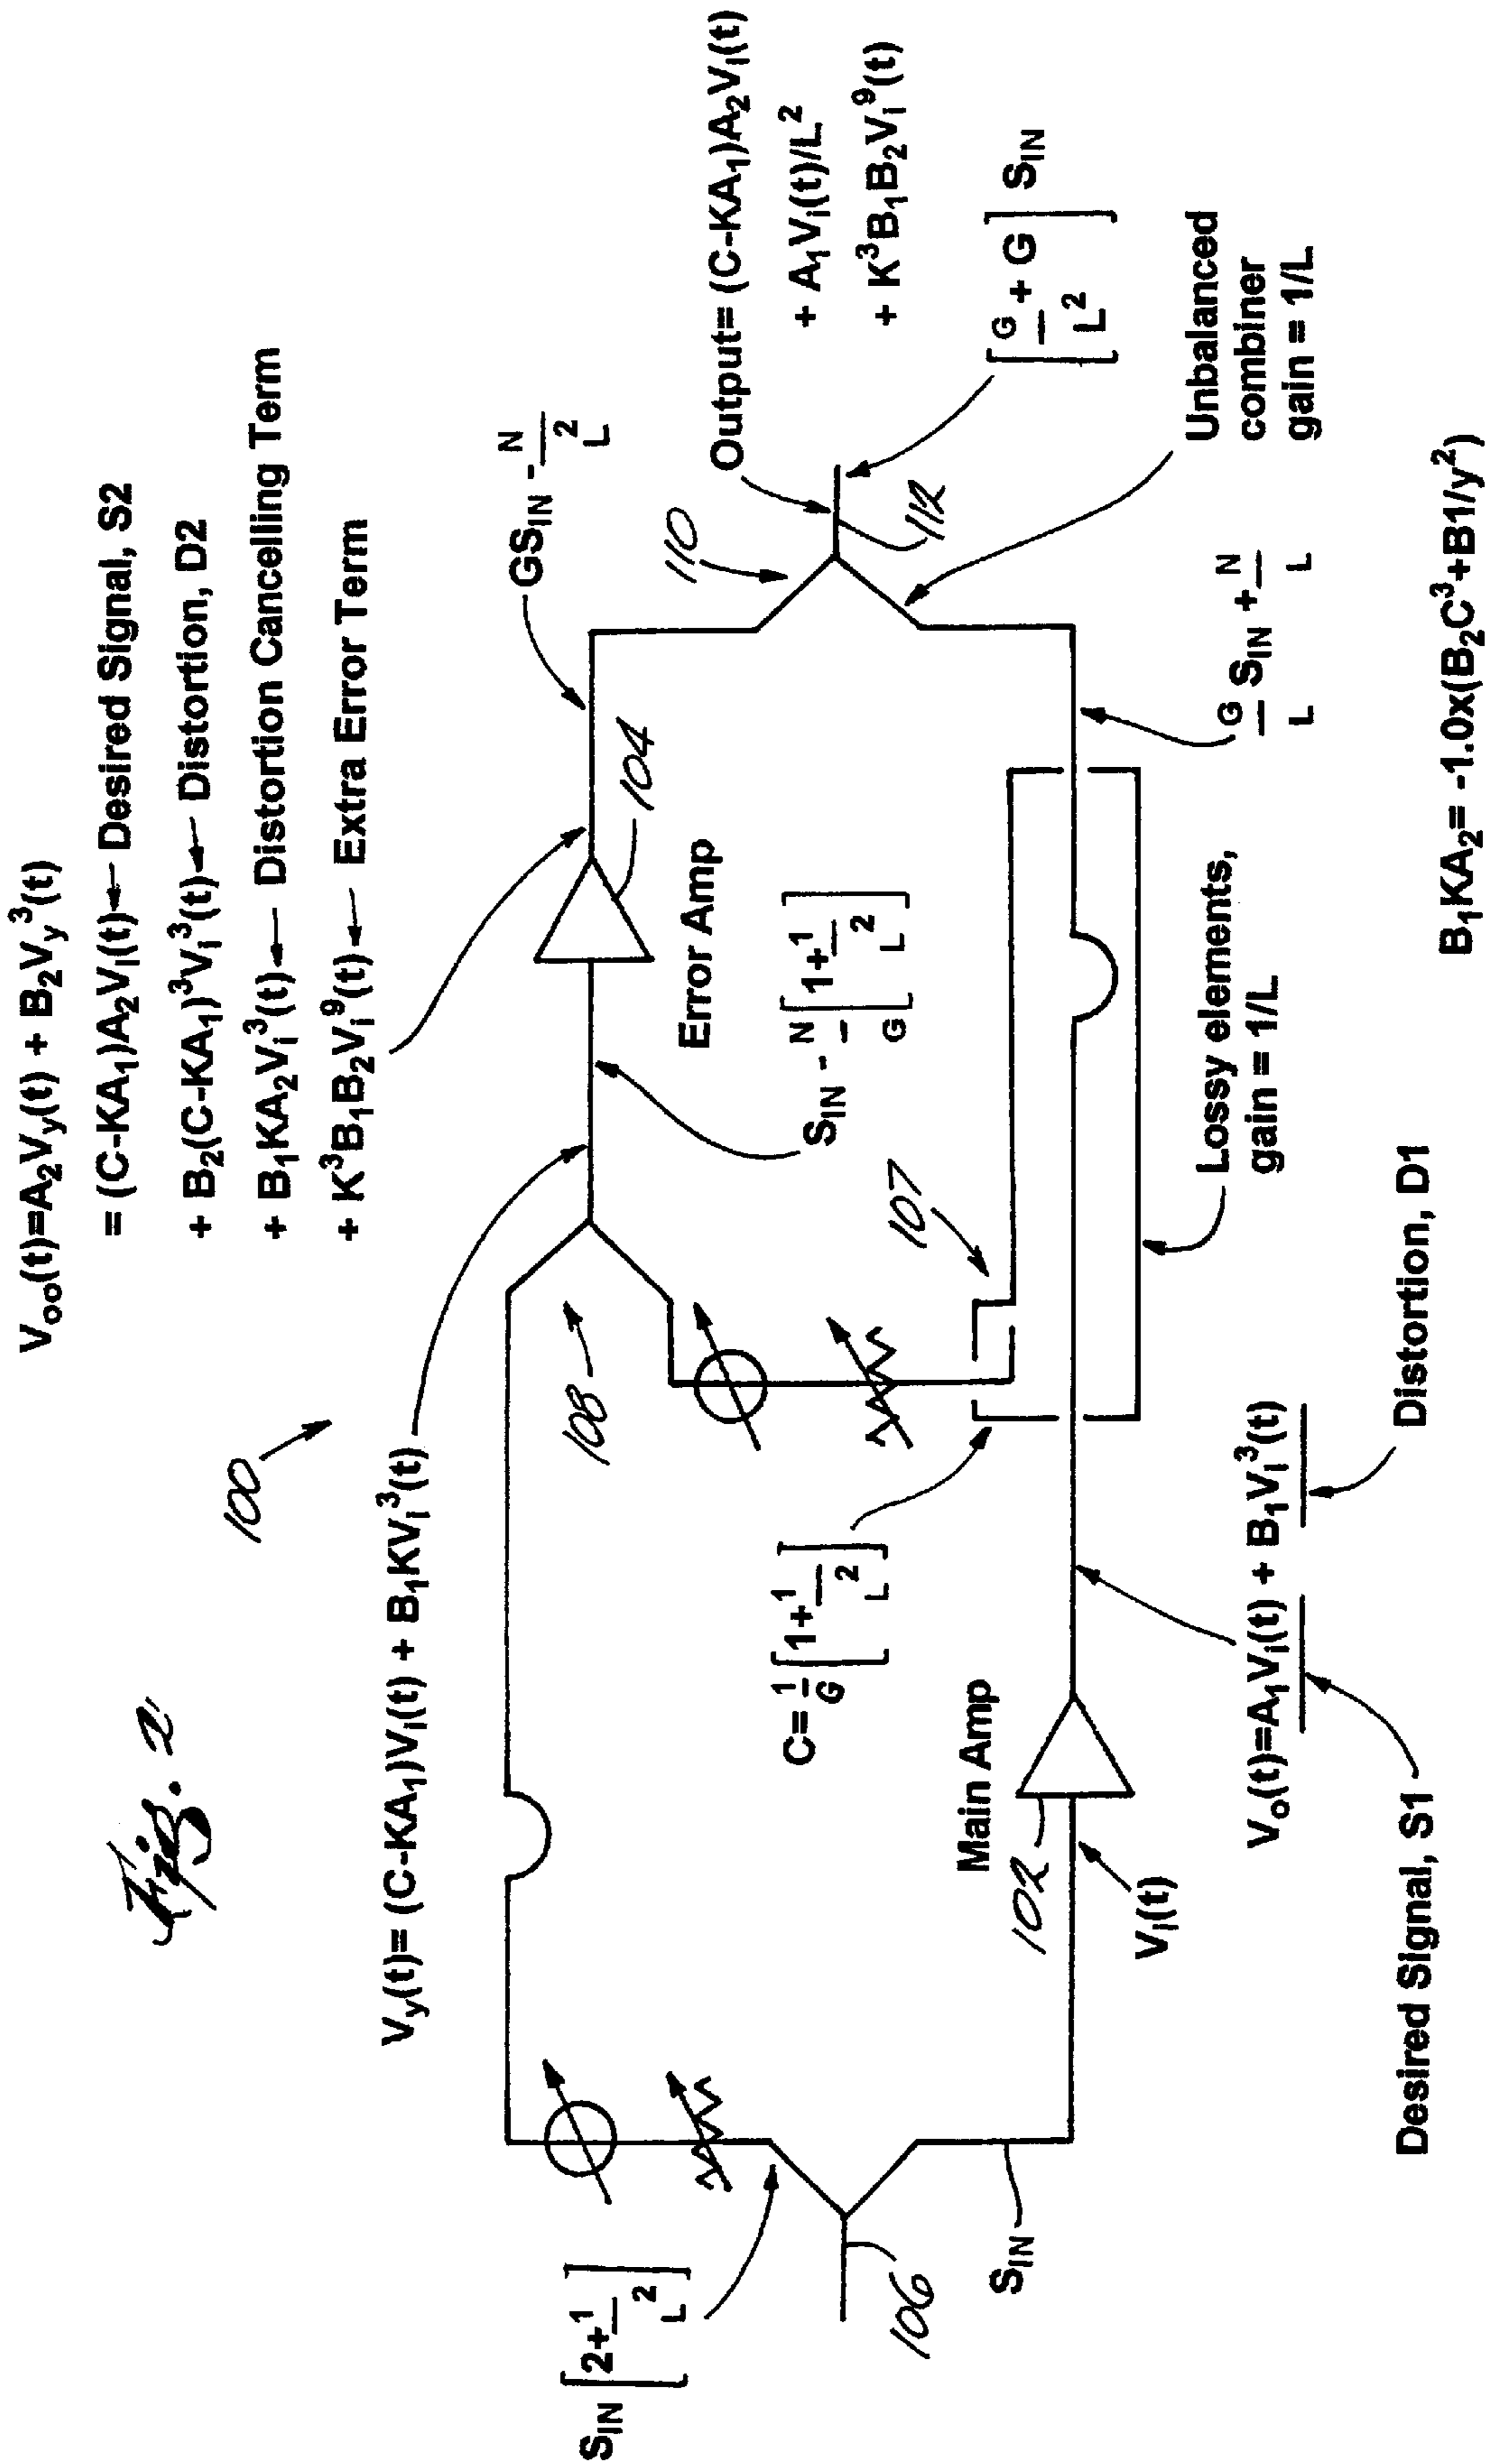 Fig. 2
100
V_oo(t)=A_2V_y(t) + B_2V_y^3(t)
= (C-KA_1)A_2V_i(t)← Desired Signal, S2
+ B_2(C-KA_1)^3V_i^3(t)← Distortion, D2
+ B_1KA_2V_i^3(t)← Distortion Cancelling Term
+ K^3B_1B_2V_i^9(t)← Extra Error Term
V_y(t)= (C-KA_1)V_i(t) + B_1KV_i^3(t)
GS_IN - N/L^2
110
108
104
Error Amp
S_IN - N/G[1+1/L^2]
Output= (C-KA_1)A_2V_i(t)
+ A_1V_i(t)/L^2
+ K^3B_1B_2V_i^9(t)
112
[G/L^2 + G] S_IN
S_IN[2+1/L^2]
106
S_IN
C=1/G[1+1/L^2]
107
Main Amp
102
V_i(t)
G/L S_IN + N/L
Unbalanced
combiner
gain = 1/L
Lossy elements,
gain = 1/L
V_o(t)=A_1V_i(t) + B_1V_i^3(t)
Desired Signal, S1
Distortion, D1
B_1KA_2= -1.0x(B_2C^3+B1/y^2)